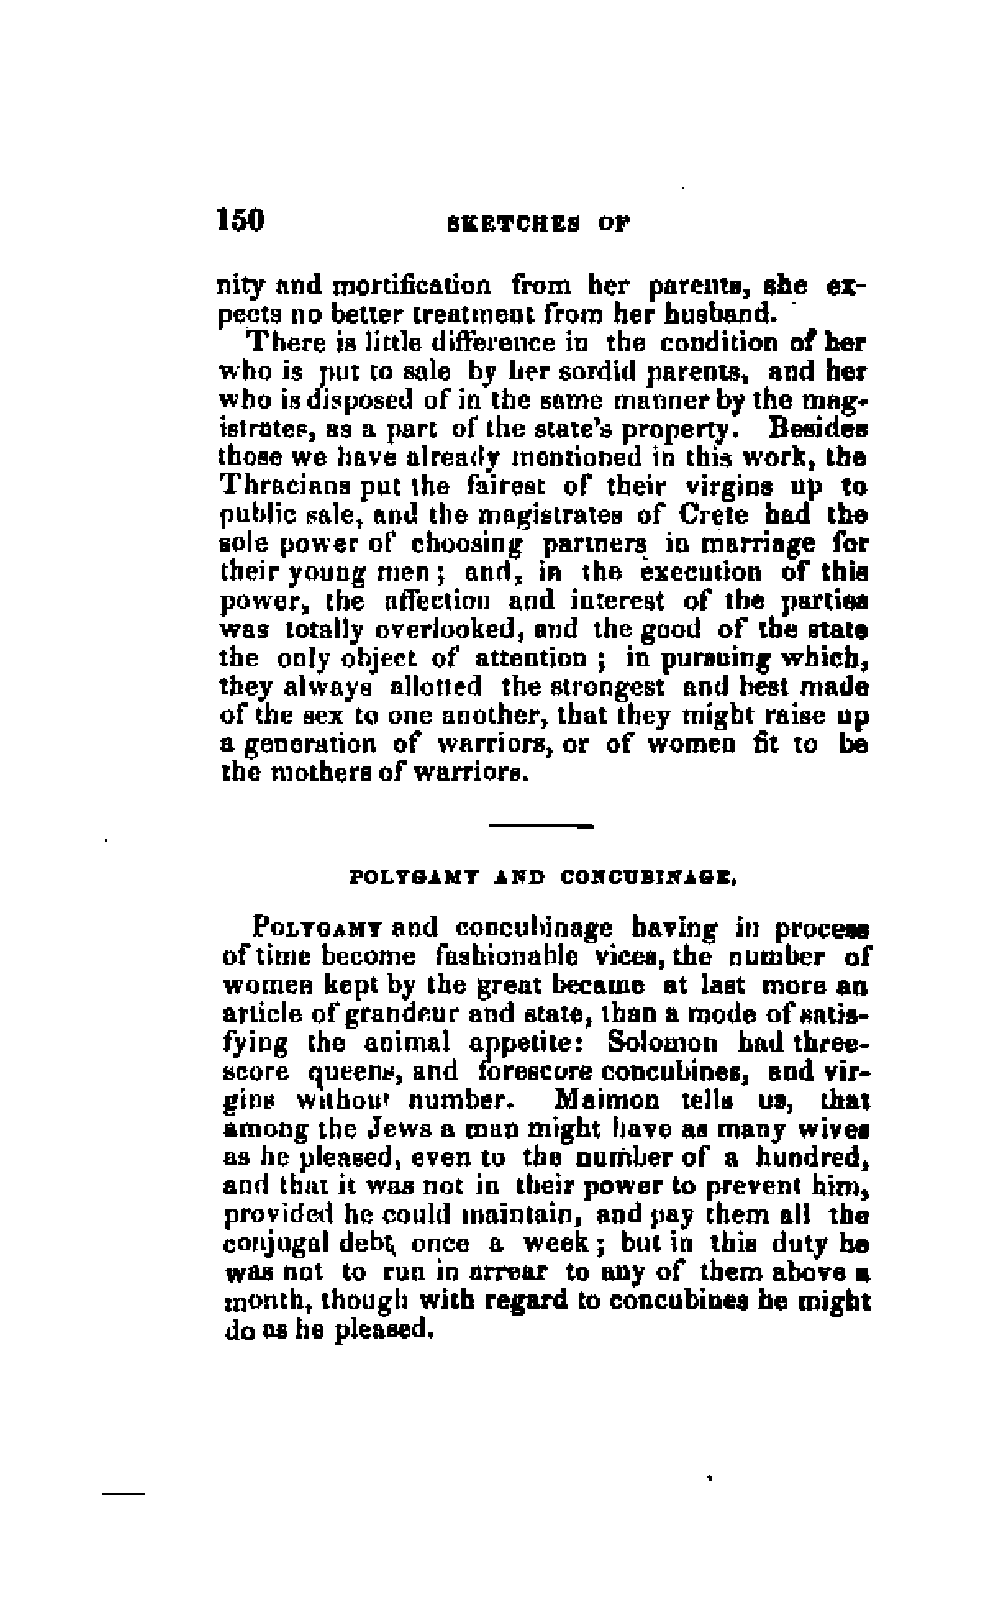 150 SKETCHES OF
nity and mortification from her parents, she ex-
pects no better treatment from her husband.
There is little difference in the condition of her
who is put to sale by her sordid parents, and her
who is disposed of in the same manner by the mag-
istrates, as a part of the state's property. Besides
those we have already mentioned in this work, the
Thracians put the fairest of their virgins up to
public sale, and the magistrates of Crete had the
sole power of choosing partners in marriage for
their young men; and, in the execution of this
power, the affection and interest of the parties
was totally overlooked, and the good of the state
the only object of attention; in pursuing which,
they always allotted the strongest and best made
of the sex to one another, that they might raise up
a generation of warriors, or of women fit to be
the mothers of warriors.
POLYGAMY AND CONCUBINAGE.
POLYGAMY and concubinage having in process
of time become fashionable vices, the number of
women kept by the great became at last more an
article of grandeur and state, than a mode of satis-
fying the animal appetite: Solomon had three-
score queens, and forescore concubines, and vir-
gins without number. Maimon tells us, that
among the Jews a man might have as many wives
as he pleased, even to the number of a hundred,
and that it was not in their power to prevent him,
provided he could maintain, and pay them all the
conjugal debt, once a week; but in this duty he
was not to run in arrear to any of them above a
month, though with regard to concubines he might
do as he pleased.